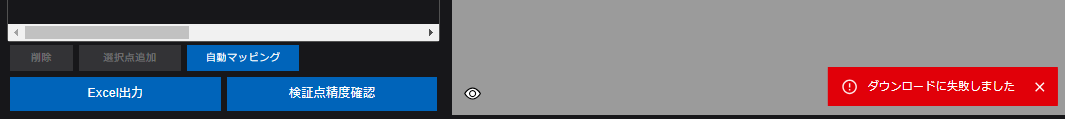 削除
選択点追加
自動マッピング
Excel出力
検証点精度確認
ダウンロードに失敗しました